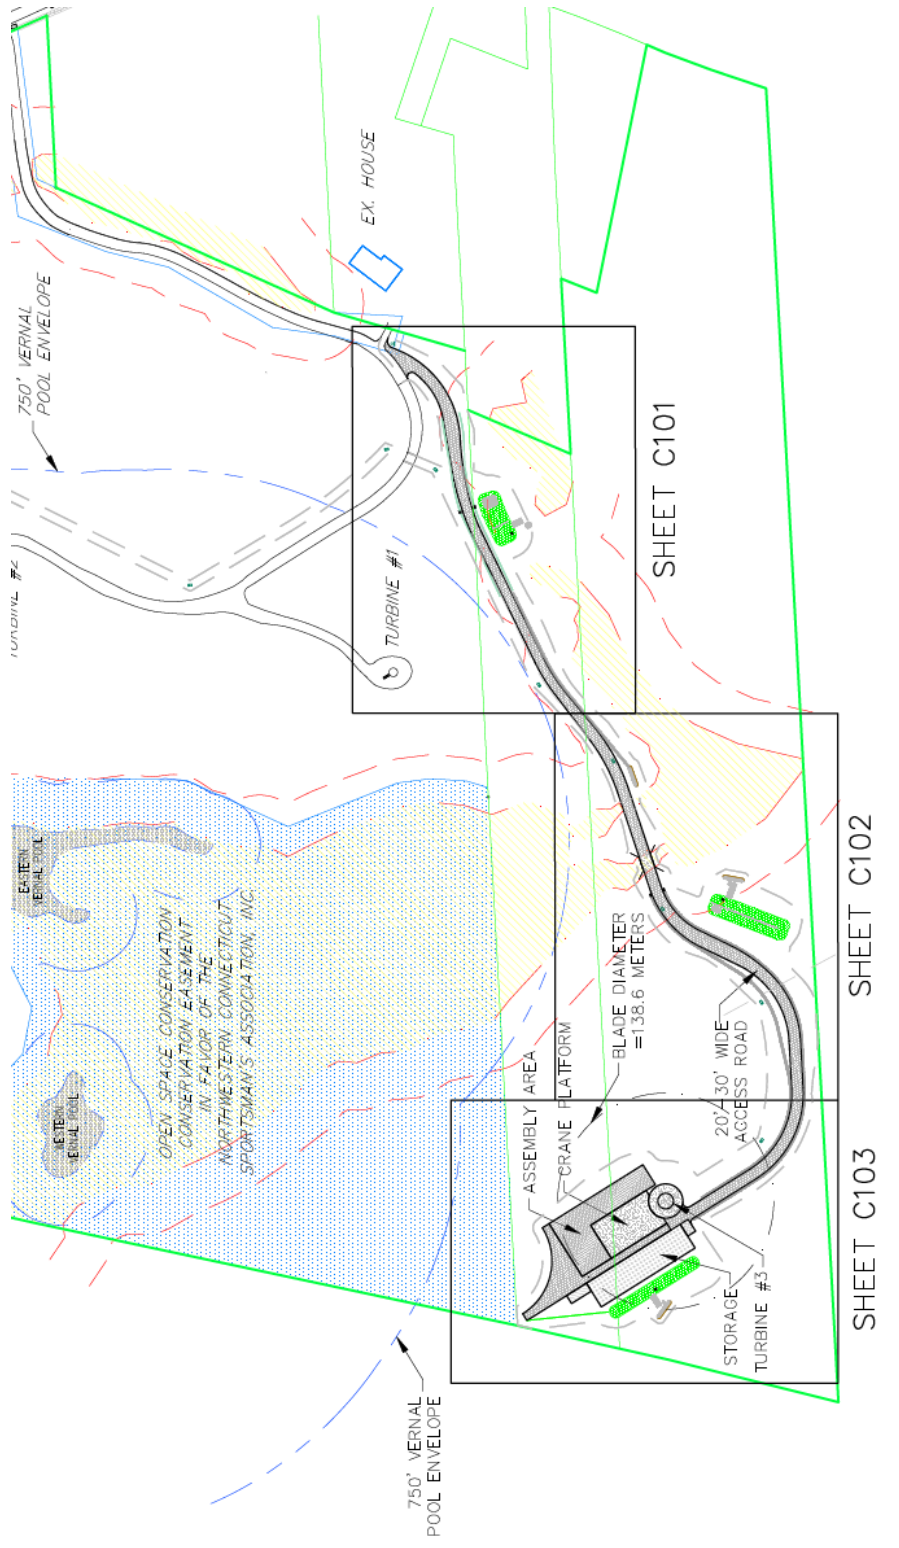 EX. HOUSE
750' VERNAL
POOL ENVELOPE
SHEET C101
TURBINE #1
TURBINE #2
EASTERN
VERNAL POOL
SHEET C102
OPEN SPACE CONSERVATION
CONSERVATION EASEMENT
IN FAVOR OF THE
NORTHWESTERN CONNECTICUT
SPORTSMAN'S ASSOCIATION, INC.
BLADE DIAMETER
=138.6 METERS
WESTERN
VERNAL POOL
ASSEMBLY AREA
CRANE PLATFORM
20'-30' WIDE
ACCESS ROAD
SHEET C103
STORAGE
TURBINE #3
750' VERNAL
POOL ENVELOPE